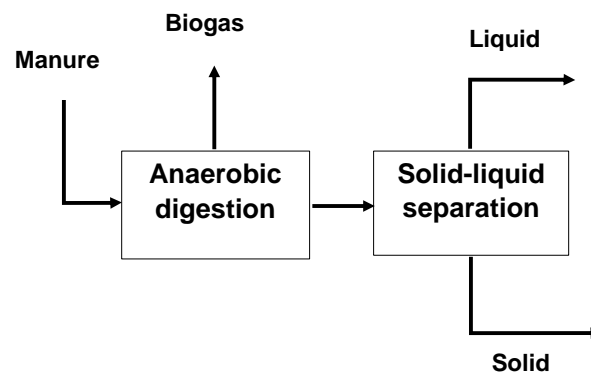 Biogas
Liquid
Manure
Anaerobic
digestion
Solid-liquid
separation
Solid